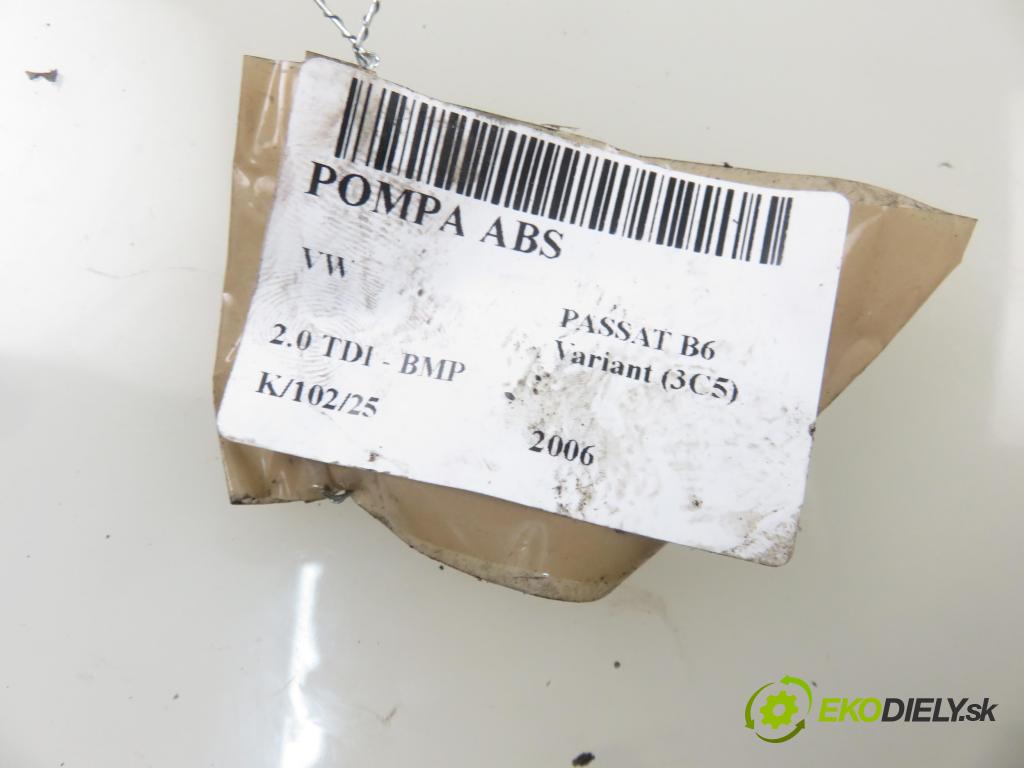 POMPA ABS
VW
PASSAT B6
Variant (3C5)
2.0 TDI - BMP
K/102/25
2006
EKODIELY.sk